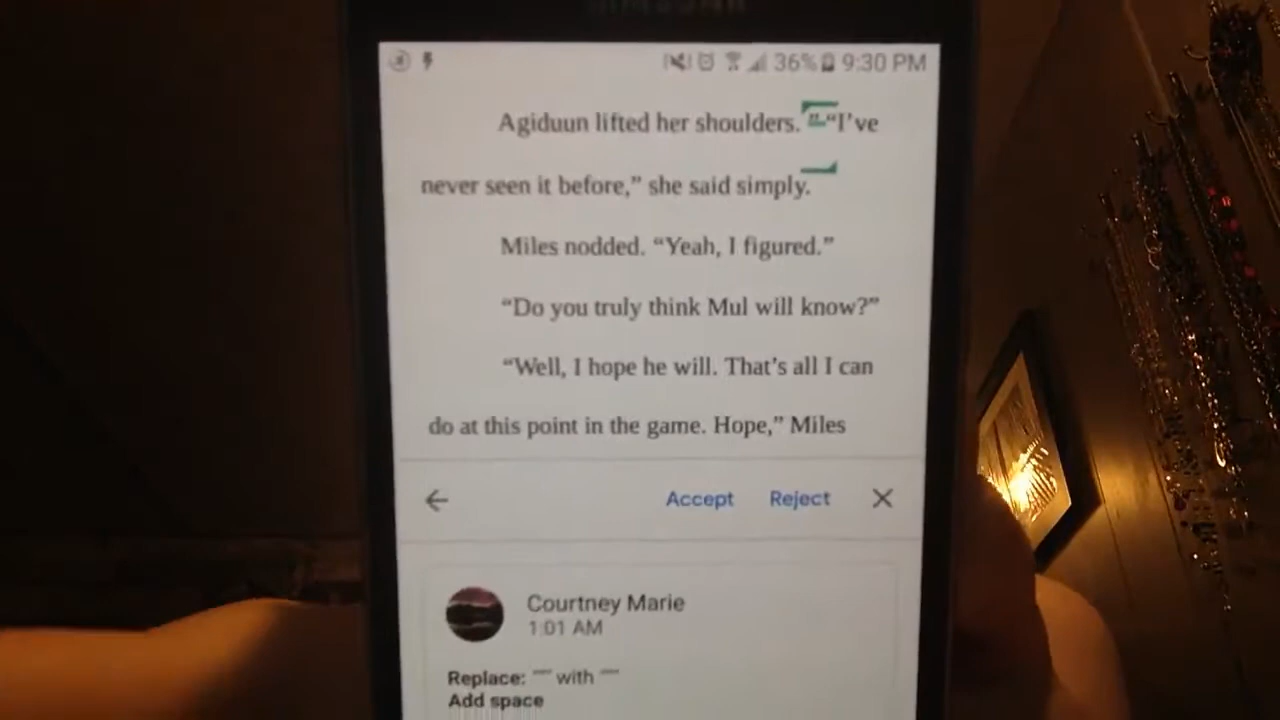 SAMSUNG
36% 9:30 PM
Agiduun lifted her shoulders. "“I’ve
never seen it before,” she said simply.
Miles nodded. “Yeah, I figured.”
“Do you truly think Mul will know?”
“Well, I hope he will. That’s all I can
do at this point in the game. Hope,” Miles
Accept Reject
Courtney Marie
1:01 AM
Replace: "" with ""
Add space